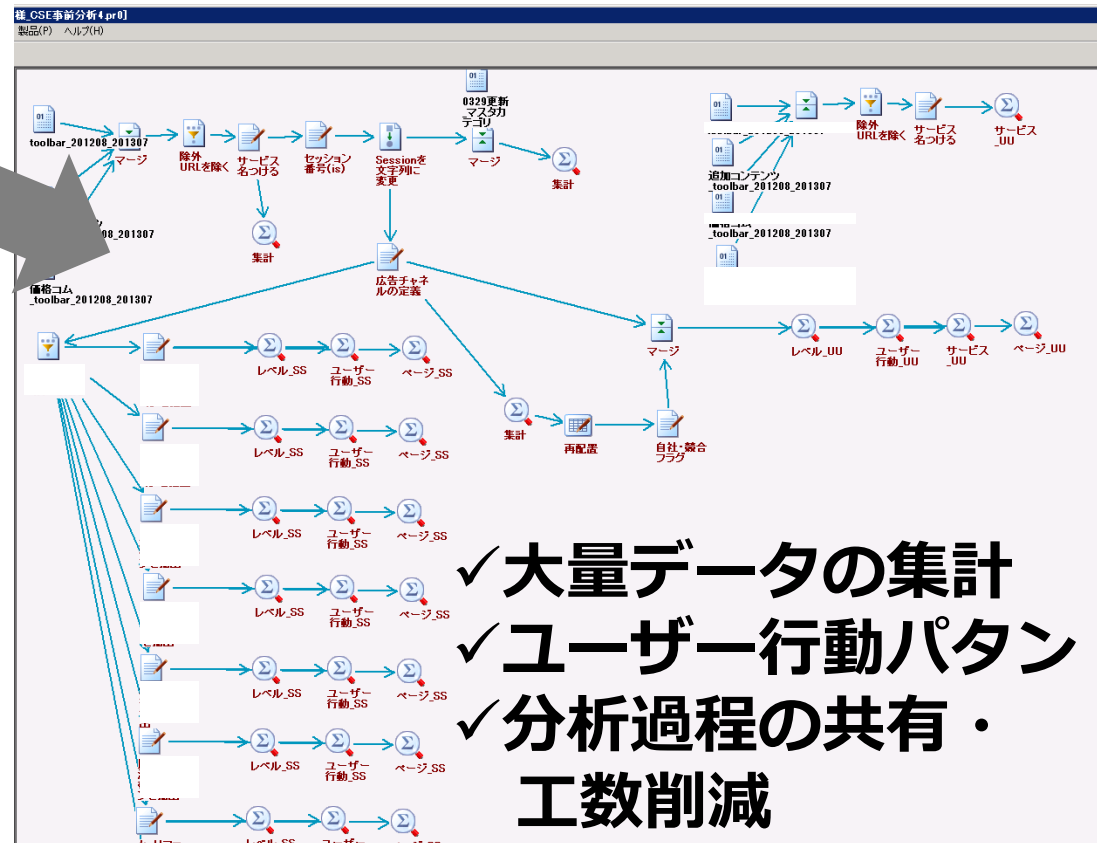 様_CSE事前分析4.pr0]
製品(P) ヘルプ(H)
toolbar_201208_201307
マージ
除外
URLを除く
サービス
名つける
セッション
番号(is)
Sessionを
文字列に
変更
0329更新
_マスタカ
テゴリ
マージ
集計
集計
08_201307
価格コム
_toolbar_201208_201307
広告チャネ
ルの定義
除外
URLを除く
サービス
名つける
サービス
_UU
追加コンテンツ
_toolbar_201208_201307
_toolbar_201208_201307
マージ
レベル_UU
ユーザー
行動_UU
サービス
_UU
ページ_UU
集計
再配置
自社・競合
フラグ
レベル_SS
ユーザー
行動_SS
ページ_SS
レベル_SS
ユーザー
行動_SS
ページ_SS
レベル_SS
ユーザー
行動_SS
ページ_SS
レベル_SS
ユーザー
行動_SS
ページ_SS
レベル_SS
ユーザー
行動_SS
ページ_SS
レベル_SS
ユーザー
行動_SS
ページ_SS
✓大量データの集計
✓ユーザー行動パタン
✓分析過程の共有・
工数削減